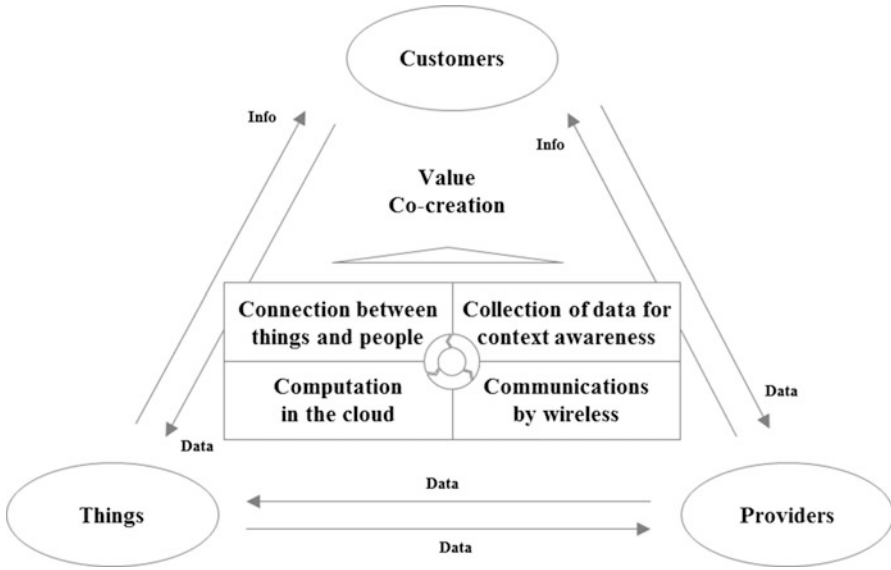 Customers
Info
Info
Value
Co-creation
Connection between
things and people
Collection of data for
context awareness
Computation
in the cloud
Communications
by wireless
Data
Data
Data
Things
Providers
Data